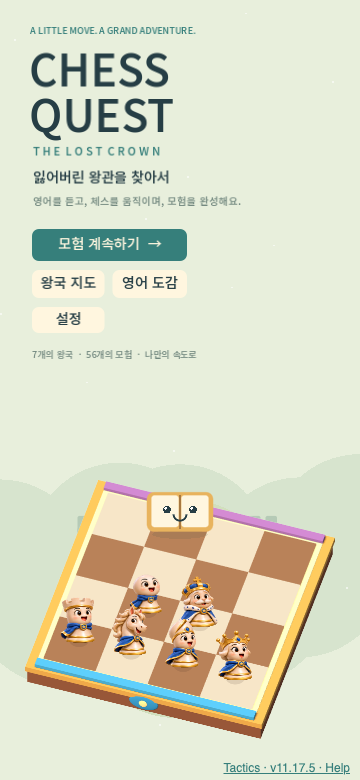 A LITTLE MOVE. A GRAND ADVENTURE.
CHESS
QUEST
THE LOST CROWN
잃어버린 왕관을 찾아서
영어를 듣고, 체스를 움직이며, 모험을 완성해요.
모험 계속하기 →
왕국 지도
영어 도감
설정
7개의 왕국 · 56개의 모험 · 나만의 속도로
Tactics · v11.17.5 · Help